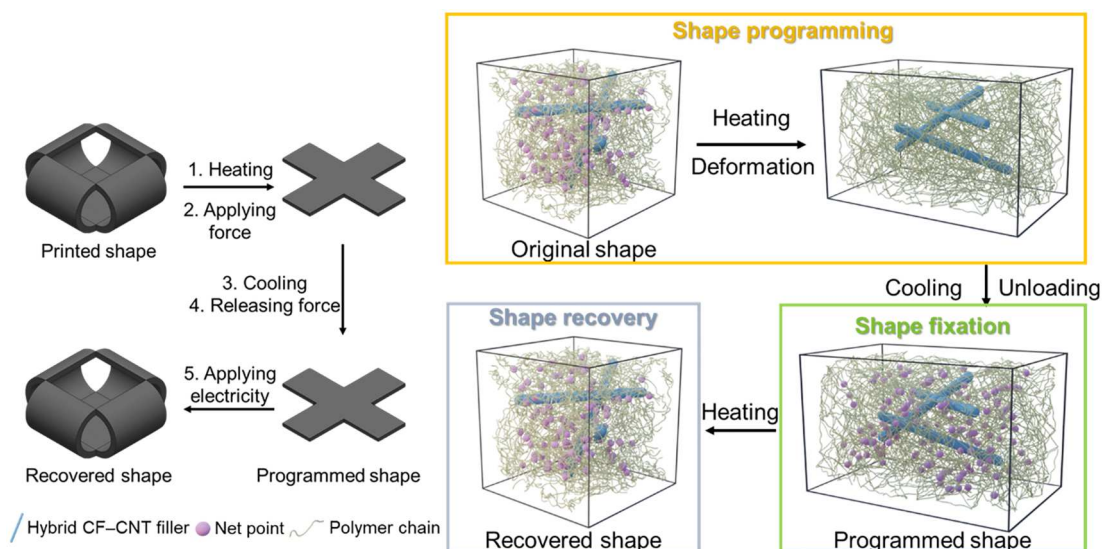 1. Heating
2. Applying
force
Printed shape
3. Cooling
4. Releasing force
5. Applying
electricity
Recovered shape
Programmed shape
Hybrid CF–CNT filler
Net point
Polymer chain
Shape programming
Heating
Deformation
Original shape
Cooling
Unloading
Shape fixation
Programmed shape
Heating
Shape recovery
Recovered shape